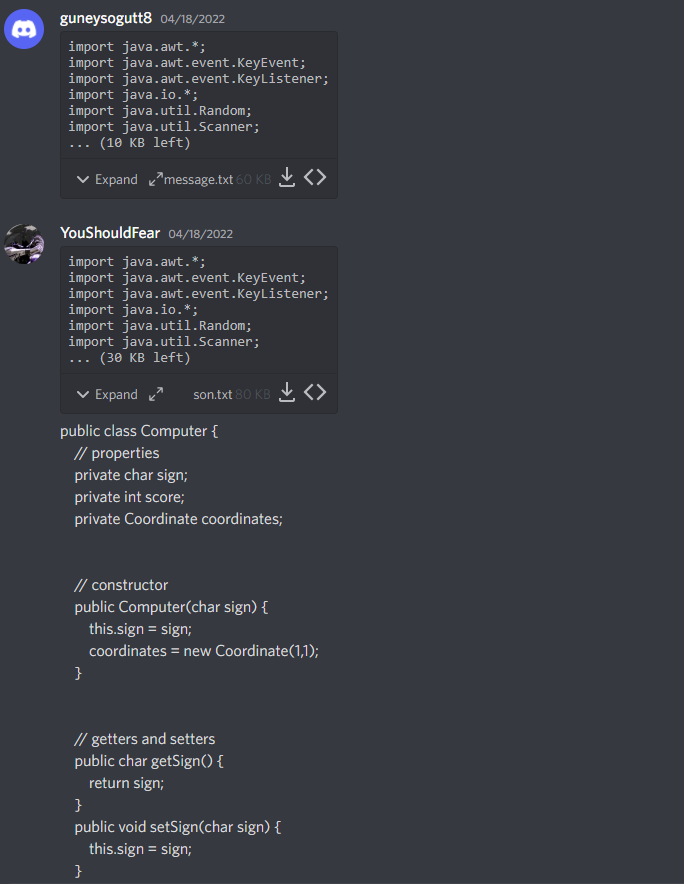 guneysogutt8 04/18/2022
import java.awt.*;
import java.awt.event.KeyEvent;
import java.awt.event.KeyListener;
import java.io.*;
import java.util.Random;
import java.util.Scanner;
... (10 KB left)
Expand message.txt 60 KB
YouShouldFear 04/18/2022
import java.awt.*;
import java.awt.event.KeyEvent;
import java.awt.event.KeyListener;
import java.io.*;
import java.util.Random;
import java.util.Scanner;
... (30 KB left)
Expand son.txt 80 KB
public class Computer {
// properties
private char sign;
private int score;
private Coordinate coordinates;
// constructor
public Computer(char sign) {
this.sign = sign;
coordinates = new Coordinate(1,1);
}
// getters and setters
public char getSign() {
return sign;
}
public void setSign(char sign) {
this.sign = sign;
}